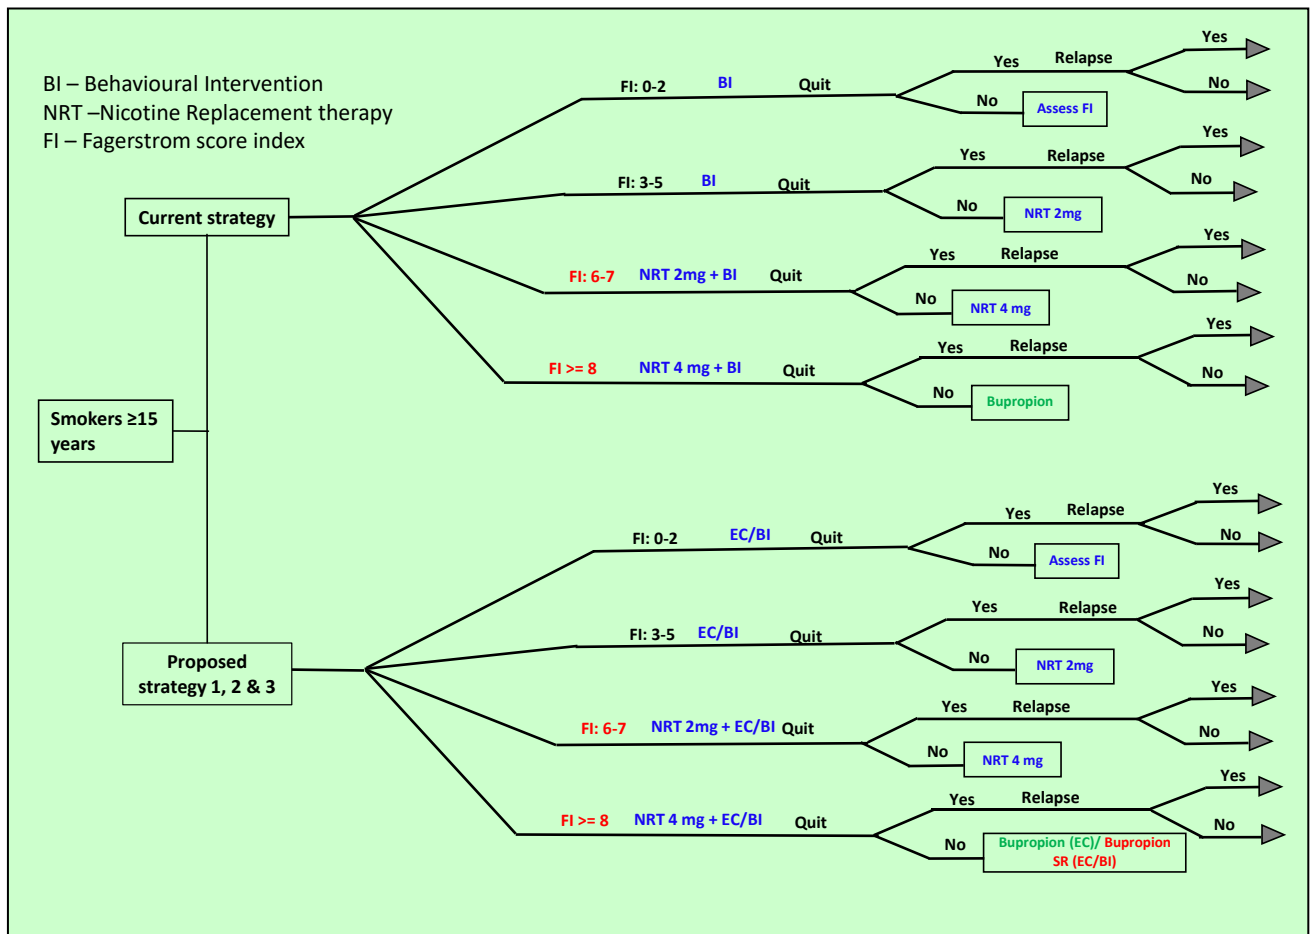 BI – Behavioural Intervention
NRT –Nicotine Replacement therapy
FI – Fagerstrom score index
Smokers ≥15
years
Current strategy
FI: 0-2 BI Quit
Yes Relapse
Yes
No
No Assess FI
FI: 3-5 BI Quit
Yes Relapse
Yes
No
No NRT 2mg
FI: 6-7 NRT 2mg + BI Quit
Yes Relapse
Yes
No
No NRT 4 mg
FI >= 8 NRT 4 mg + BI Quit
Yes Relapse
Yes
No
No Bupropion
Proposed
strategy 1, 2 & 3
FI: 0-2 EC/BI Quit
Yes Relapse
Yes
No
No Assess FI
FI: 3-5 EC/BI Quit
Yes Relapse
Yes
No
No NRT 2mg
FI: 6-7 NRT 2mg + EC/BI Quit
Yes Relapse
Yes
No
No NRT 4 mg
FI >= 8 NRT 4 mg + EC/BI Quit
Yes Relapse
Yes
No
No Bupropion (EC)/ Bupropion
SR (EC/BI)